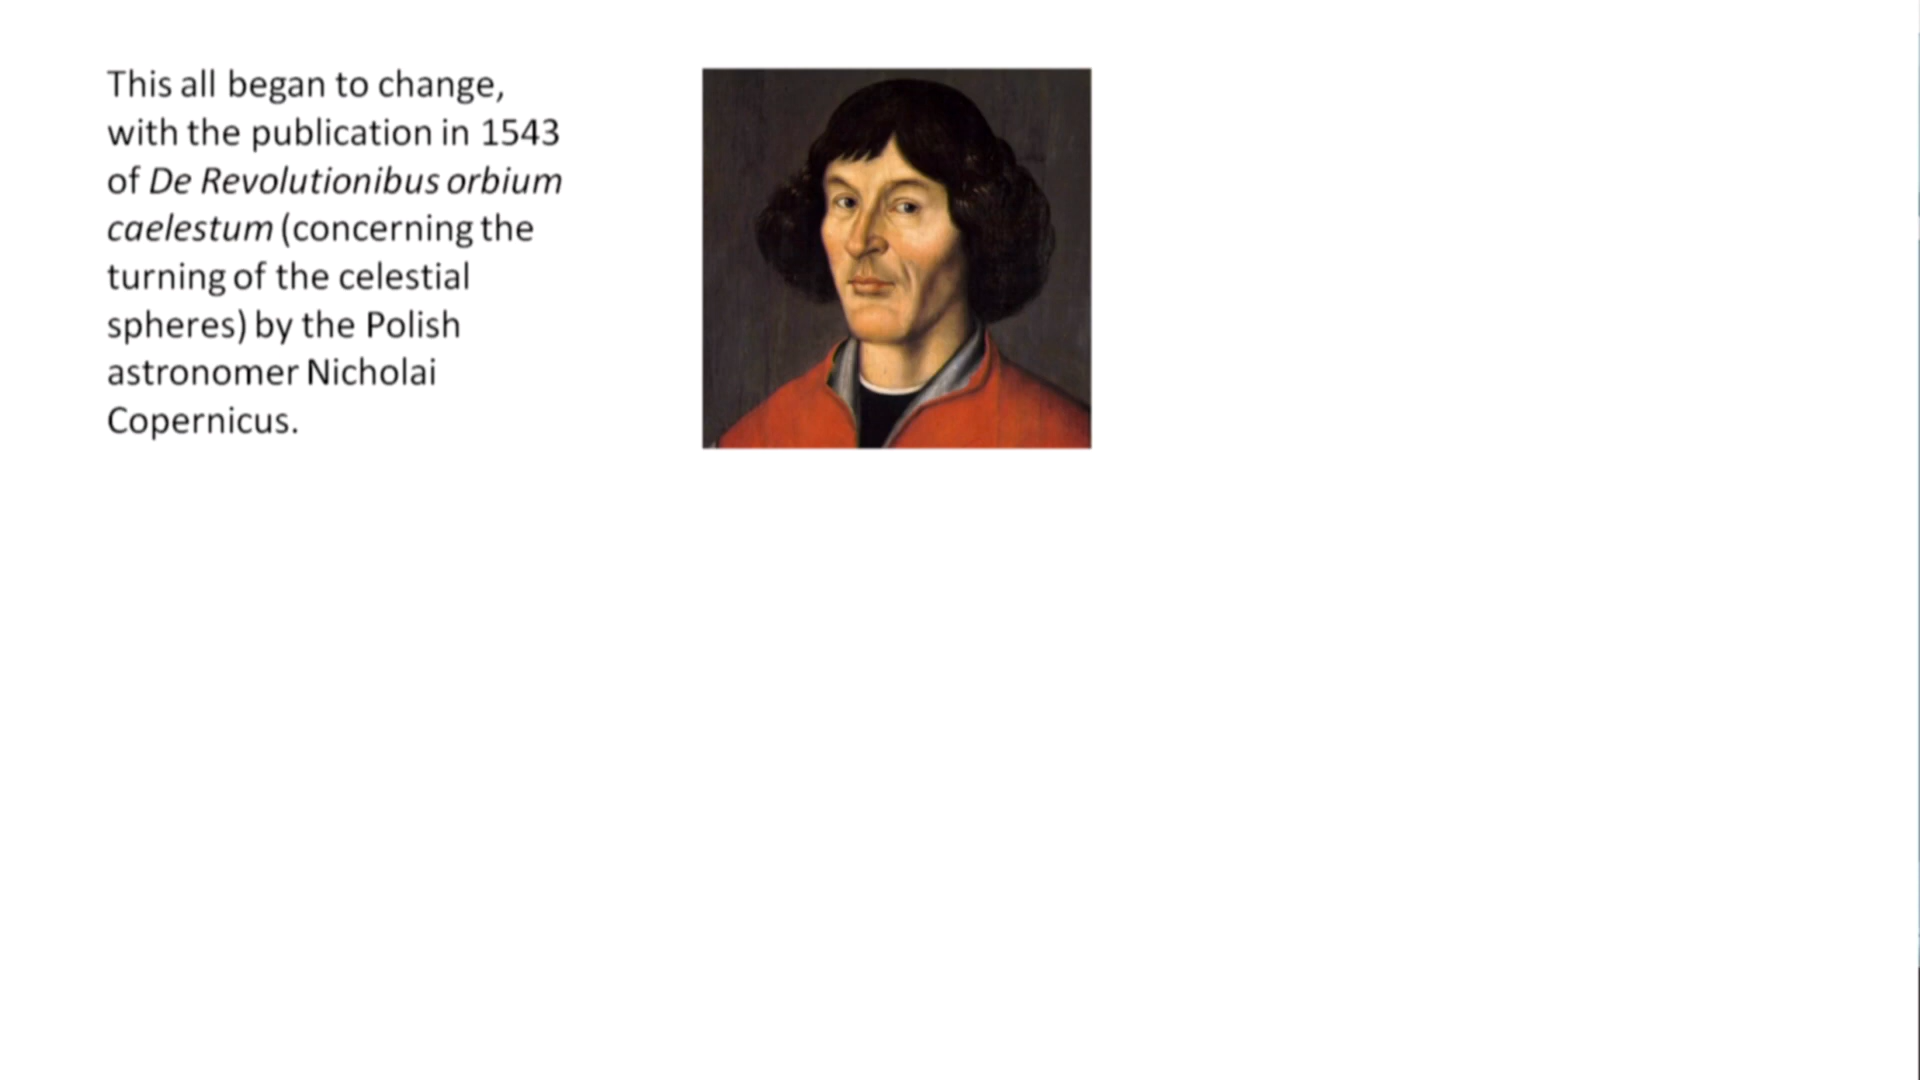 This all began to change,
with the publication in 1543
of De Revolutionibus orbium
caelestum (concerning the
turning of the celestial
spheres) by the Polish
astronomer Nicholai
Copernicus.